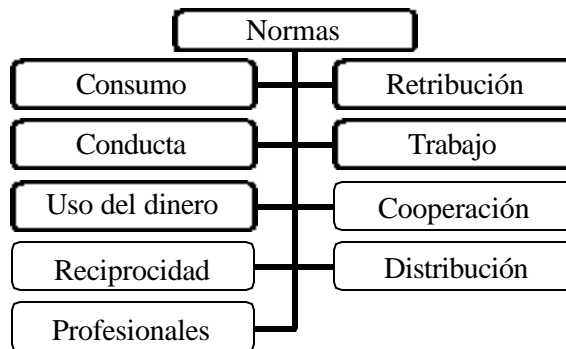 Normas
Consumo
Retribución
Conducta
Trabajo
Uso del dinero
Cooperación
Reciprocidad
Distribución
Profesionales